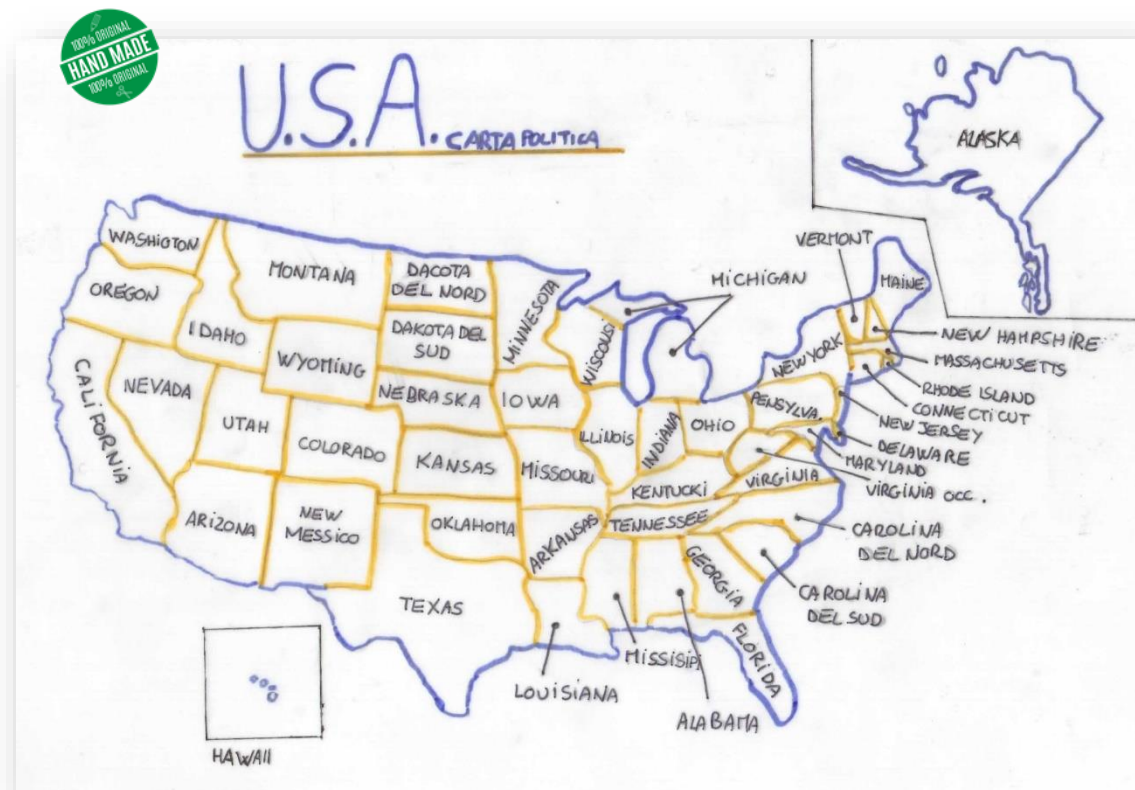 100% ORIGINAL
HAND MADE
100% ORIGINAL
U.S.A. CARTA POLITICA
ALASKA
VERMONT
MAINE
WASHIGTON
MONTANA
DACOTA
DEL NORD
MINNESOTA
MICHIGAN
OREGON
IDAHO
DAKOTA DEL
SUD
WISCONSI
NEW YORK
NEW HAMPSHIRE
MASSACHUSETTS
WYOMING
RHODE ISLAND
CALIFORNIA
NEVADA
NEBRASKA
IOWA
PENSYLVA.
CONNECTICUT
NEW JERSEY
UTAH
COLORADO
ILLINOIS
INDIANA
OHIO
DELAWARE
MARYLAND
KANSAS
MISSOURI
KENTUCKI
VIRGINIA
VIRGINIA OCC.
ARIZONA
NEW
MESSICO
OKLAHOMA
ARKANSAS
TENNESSEE
CAROLINA
DEL NORD
TEXAS
GEORGIA
CAROLINA
DEL SUD
LOUISIANA
MISSISIPI
ALABAMA
FLORIDA
HAWAII